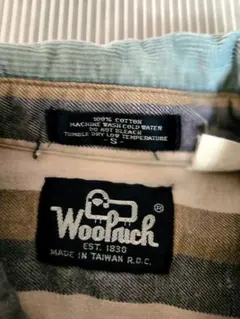 100% COTTON
MACHINE WASH COLD WATER
DO NOT BLEACH
TUMBLE DRY LOW TEMPERATURE
- S -
®
Woolrich
EST. 1830
MADE IN TAIWAN R.O.C.